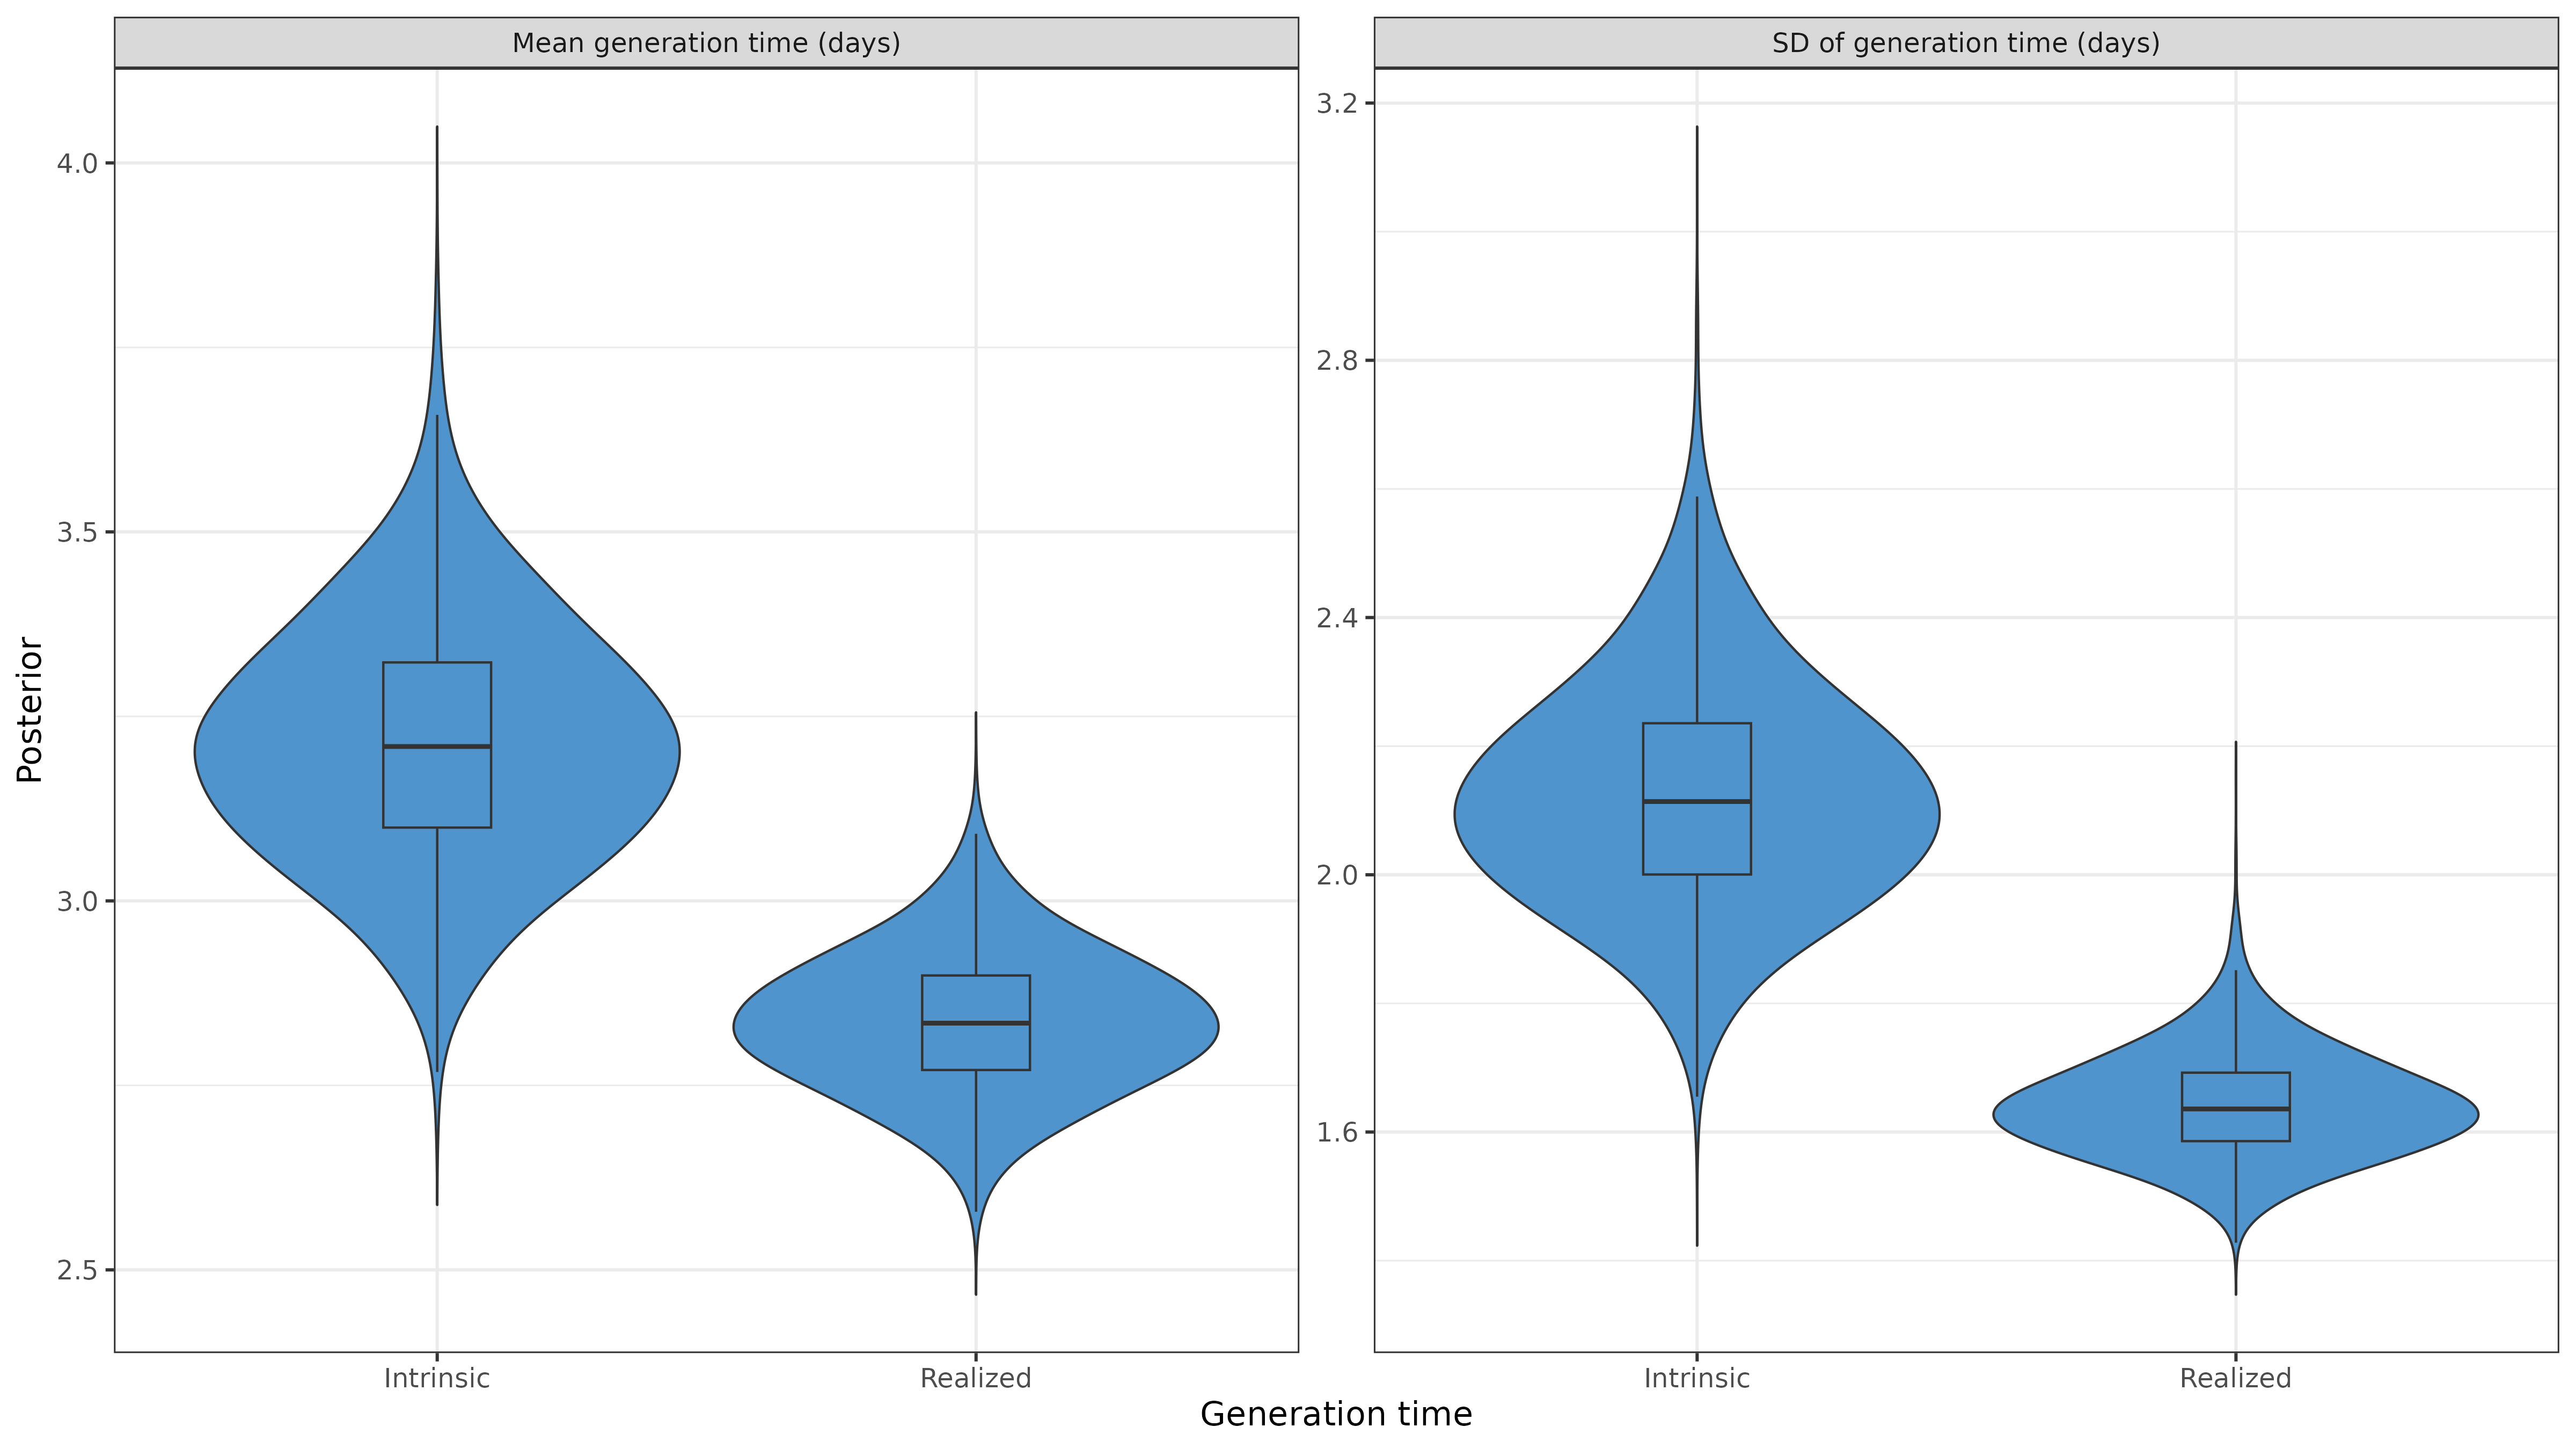 Mean generation time (days)
SD of generation time (days)
Posterior
4.0
3.5
3.0
2.5
3.2
2.8
2.4
2.0
1.6
Intrinsic
Realized
Intrinsic
Realized
Generation time